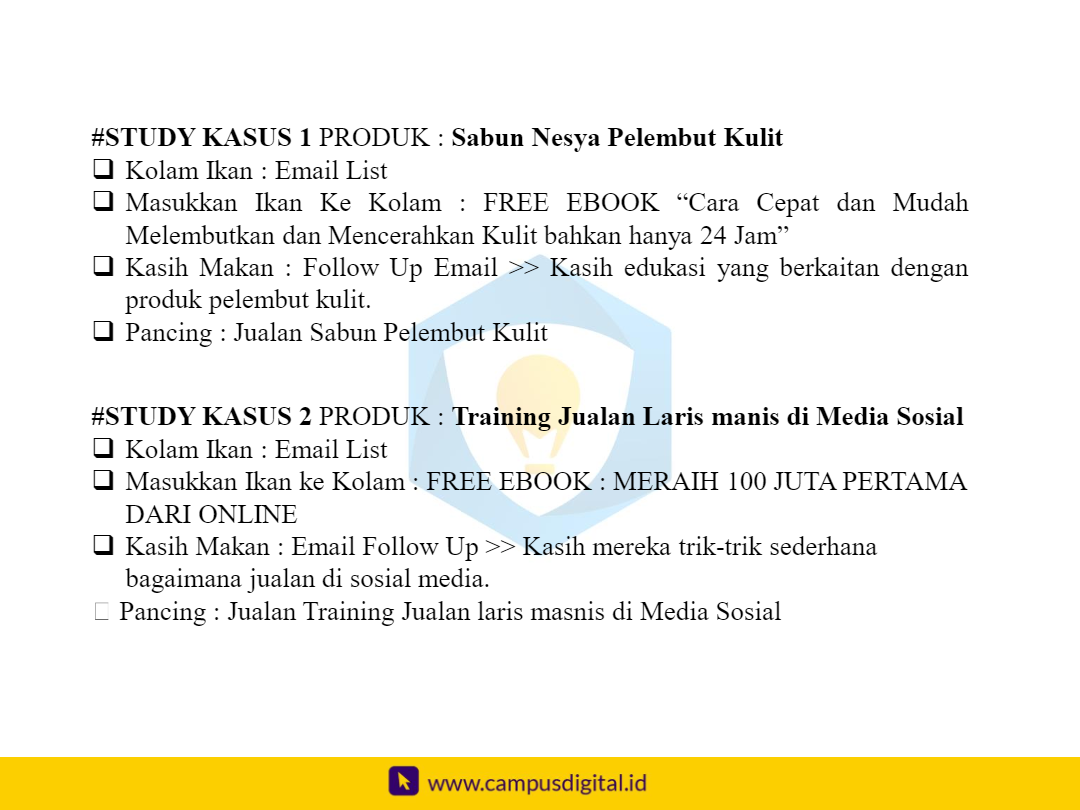 #STUDY KASUS 1 PRODUK : Sabun Nesya Pelembut Kulit
❑ Kolam Ikan : Email List
❑ Masukkan Ikan Ke Kolam : FREE EBOOK “Cara Cepat dan Mudah
Melembutkan dan Mencerahkan Kulit bahkan hanya 24 Jam”
❑ Kasih Makan : Follow Up Email >> Kasih edukasi yang berkaitan dengan
produk pelembut kulit.
❑ Pancing : Jualan Sabun Pelembut Kulit
#STUDY KASUS 2 PRODUK : Training Jualan Laris manis di Media Sosial
❑ Kolam Ikan : Email List
❑ Masukkan Ikan ke Kolam : FREE EBOOK : MERAIH 100 JUTA PERTAMA
DARI ONLINE
❑ Kasih Makan : Email Follow Up >> Kasih mereka trik-trik sederhana
bagaimana jualan di sosial media.
□ Pancing : Jualan Training Jualan laris masnis di Media Sosial
www.campusdigital.id